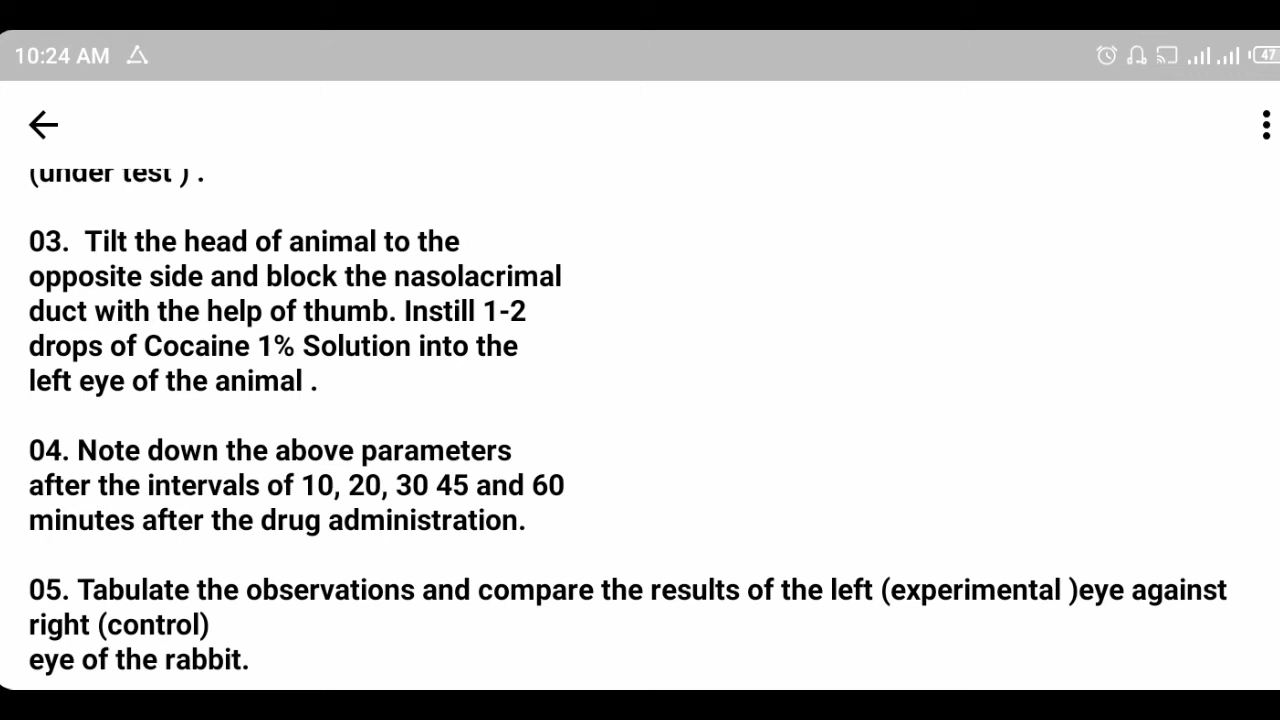 10:24 AM
47
(under test ) .
03.  Tilt the head of animal to the
opposite side and block the nasolacrimal
duct with the help of thumb. Instill 1-2
drops of Cocaine 1% Solution into the
left eye of the animal .
04. Note down the above parameters
after the intervals of 10, 20, 30 45 and 60
minutes after the drug administration.
05. Tabulate the observations and compare the results of the left (experimental )eye against
right (control)
eye of the rabbit.